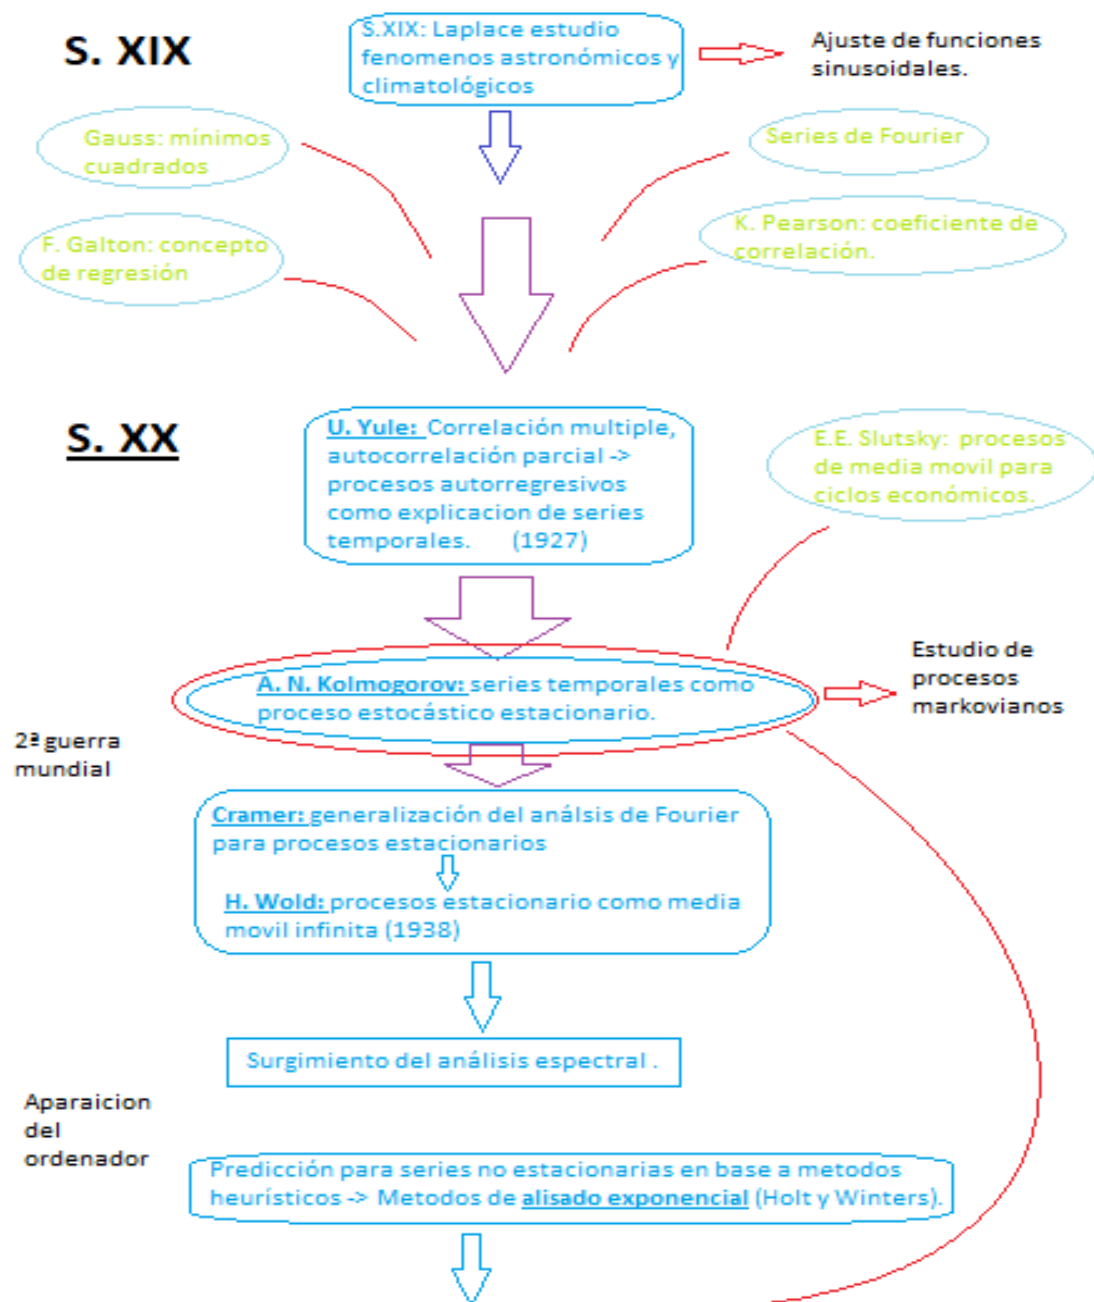 S. XIX
S.XIX: Laplace estudio
fenomenos astronómicos y
climatológicos
Ajuste de funciones
sinusoidales.
Gauss: mínimos
cuadrados
Series de Fourier
F. Galton: concepto
de regresión
K. Pearson: coeficiente de
correlación.
S. XX
U. Yule: Correlación multiple,
autocorrelación parcial ->
procesos autorregresivos
como explicacion de series
temporales. (1927)
E.E. Slutsky: procesos
de media movil para
ciclos económicos.
A. N. Kolmogorov: series temporales como
proceso estocástico estacionario.
Estudio de
procesos
markovianos
2ª guerra
mundial
Cramer: generalización del análsis de Fourier
para procesos estacionarios
H. Wold: procesos estacionario como media
movil infinita (1938)
Surgimiento del análisis espectral .
Aparaicion
del
ordenador
Predicción para series no estacionarias en base a metodos
heurísticos -> Metodos de alisado exponencial (Holt y Winters).